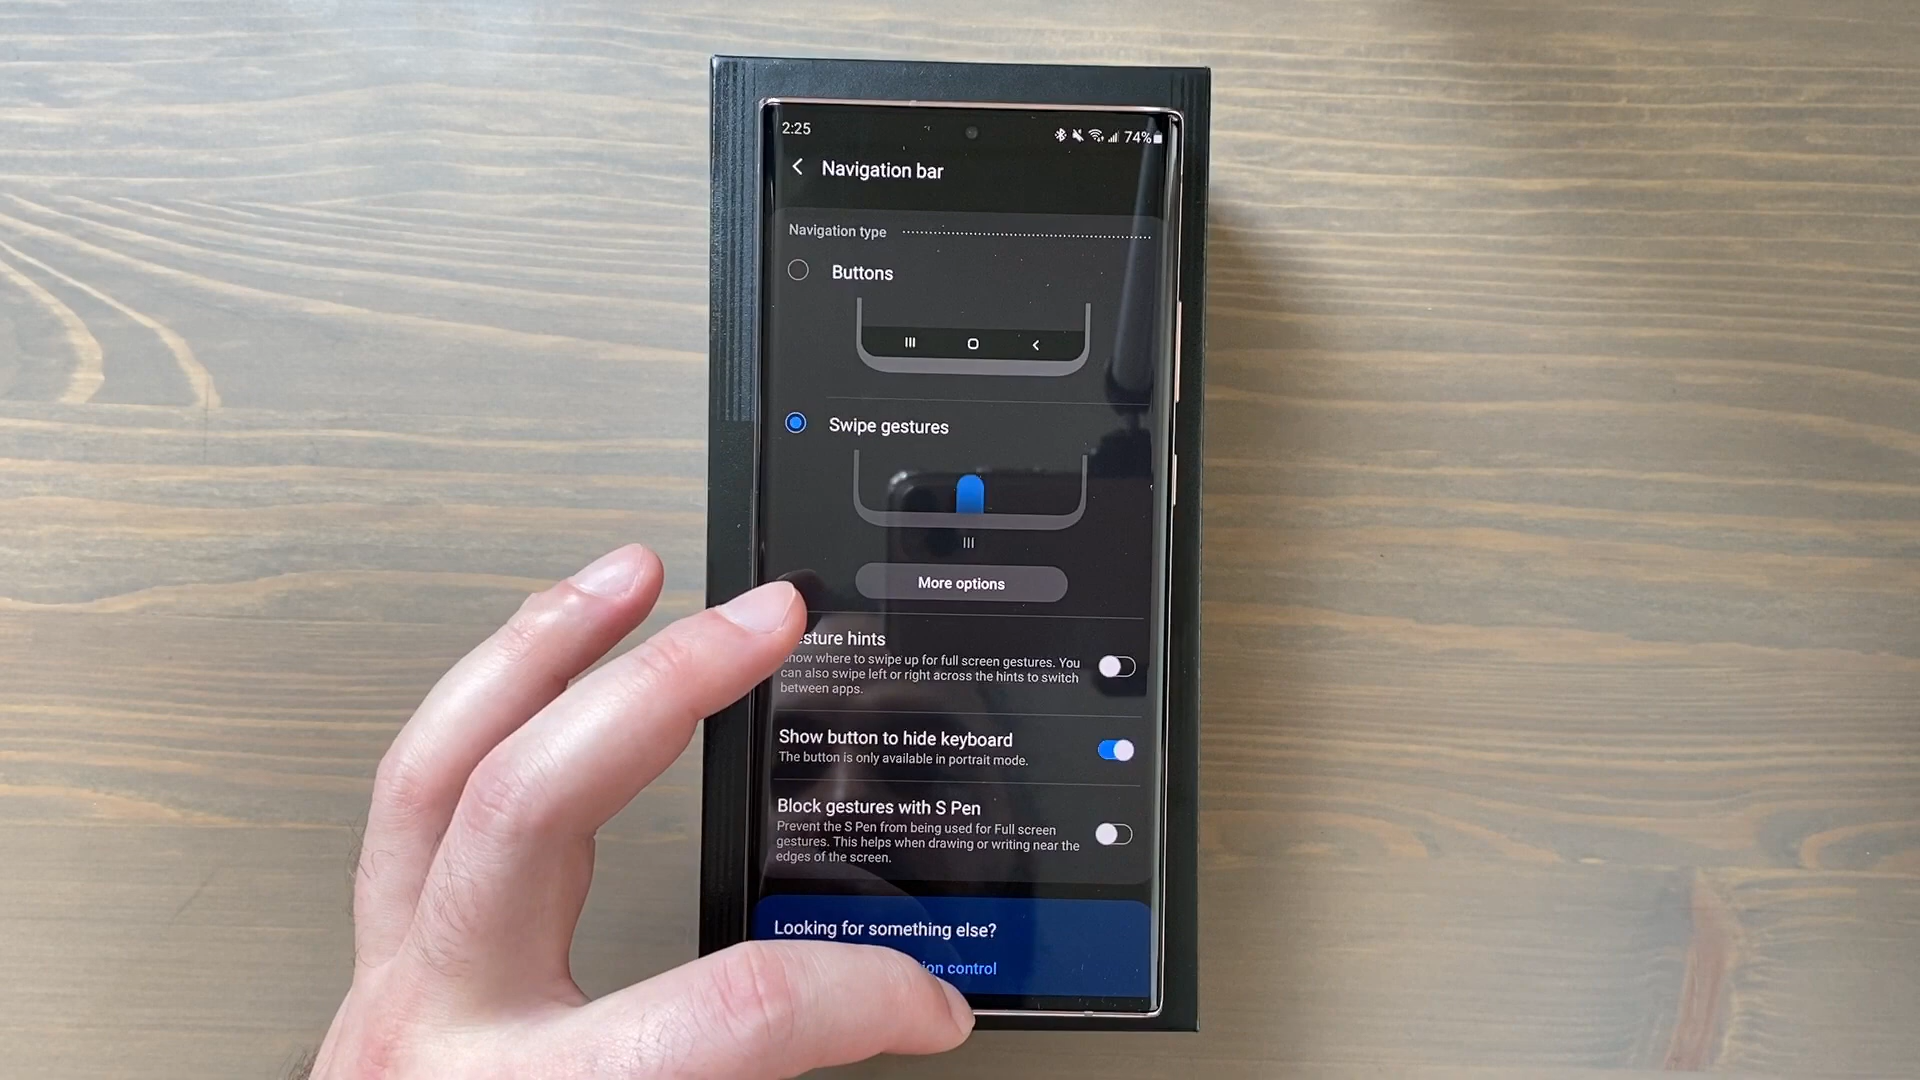 2:25
74%
Navigation bar
Navigation type
Buttons
Swipe gestures
More options
sture hints
how where to swipe up for full screen gestures. You
can also swipe left or right across the hints to switch
between apps.
Show button to hide keyboard
The button is only available in portrait mode.
Block gestures with S Pen
Prevent the S Pen from being used for Full screen
gestures. This helps when drawing or writing near the
edges of the screen.
Looking for something else?
ion control